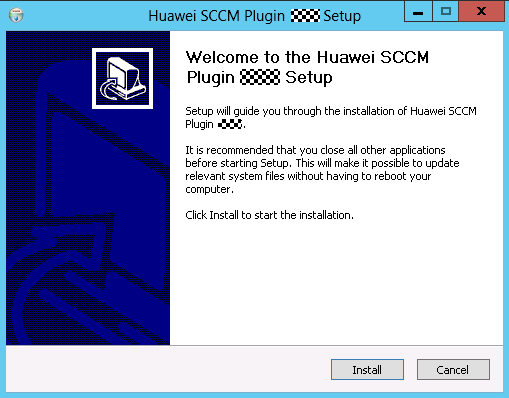 Huawei SCCM Plugin Setup
Welcome to the Huawei SCCM
Plugin Setup
Setup will guide you through the installation of Huawei SCCM
Plugin .
It is recommended that you close all other applications
before starting Setup. This will make it possible to update
relevant system files without having to reboot your
computer.
Click Install to start the installation.
Install Cancel